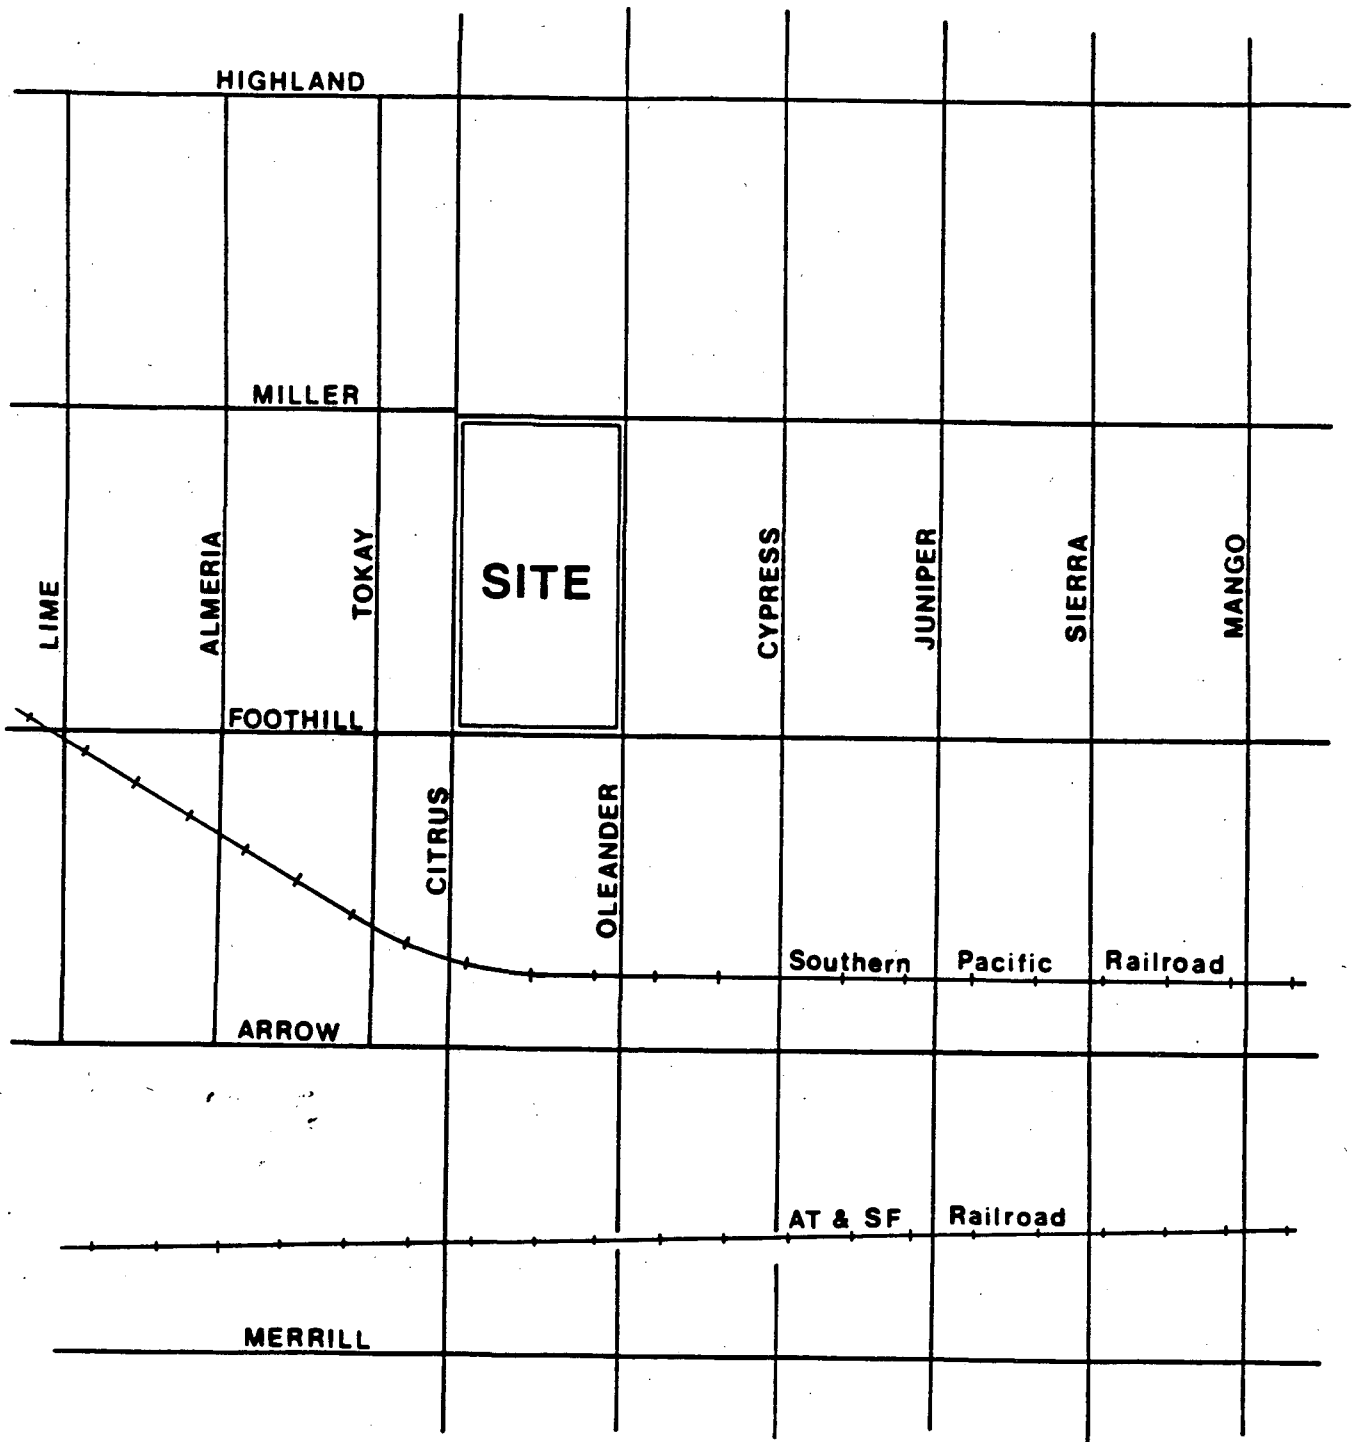 HIGHLAND
MILLER
LIME
ALMERIA
TOKAY
SITE
CYPRESS
JUNIPER
SIERRA
MANGO
FOOTHILL
CITRUS
OLEANDER
Southern Pacific Railroad
ARROW
AT & SF Railroad
MERRILL